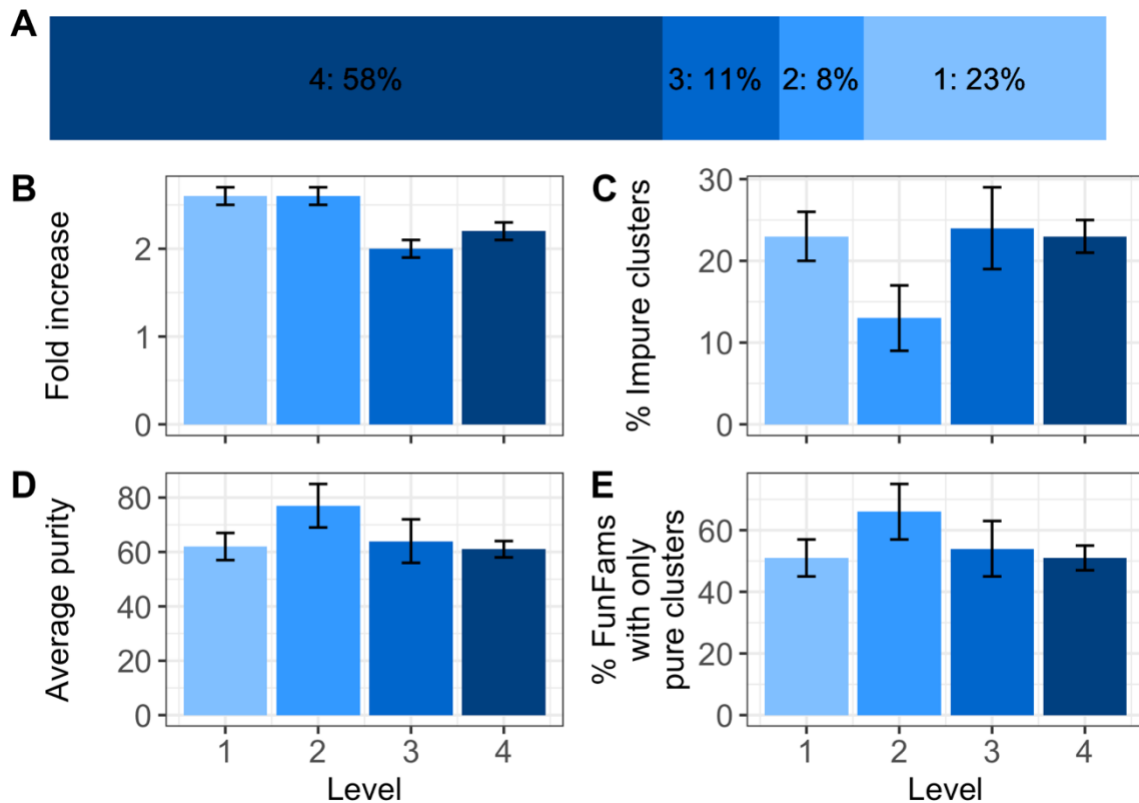 A
4: 58%
3: 11%
2: 8%
1: 23%
B
Fold increase
2
1
0
C
% Impure clusters
30
20
10
0
D
Average purity
80
60
40
20
0
1
2
3
4
Level
E
% FunFams
with only
pure clusters
60
40
20
0
1
2
3
4
Level